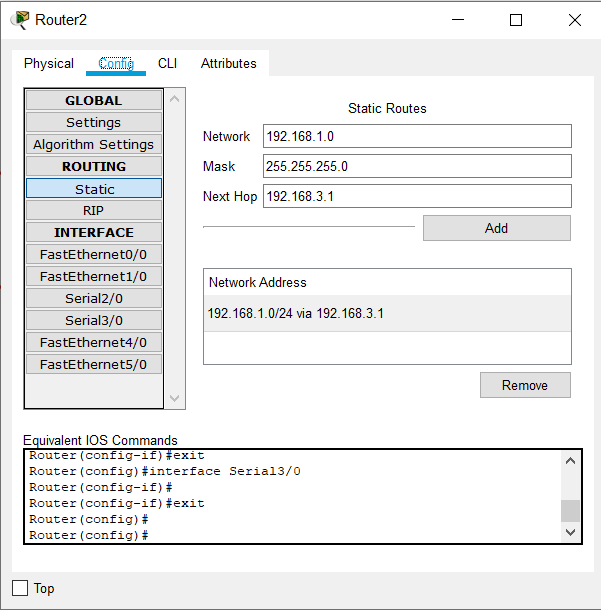 Router2
Physical Config CLI Attributes
GLOBAL
Settings
Algorithm Settings
ROUTING
Static
RIP
INTERFACE
FastEthernet0/0
FastEthernet1/0
Serial2/0
Serial3/0
FastEthernet4/0
FastEthernet5/0
Static Routes
Network 192.168.1.0
Mask 255.255.255.0
Next Hop 192.168.3.1
Add
Network Address
192.168.1.0/24 via 192.168.3.1
Remove
Equivalent IOS Commands
Router(config-if)#exit
Router(config)#interface Serial3/0
Router(config-if)#
Router(config-if)#exit
Router(config)#
Router(config)#
Top